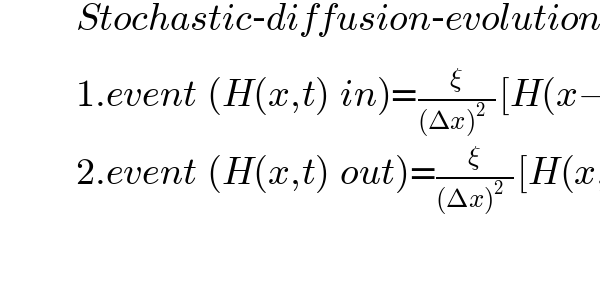 Stochastic-diffusion-evolution
1.event (H(x,t) in)=ξ/(Δx)² [H(x−
2.event (H(x,t) out)=ξ/(Δx)² [H(x